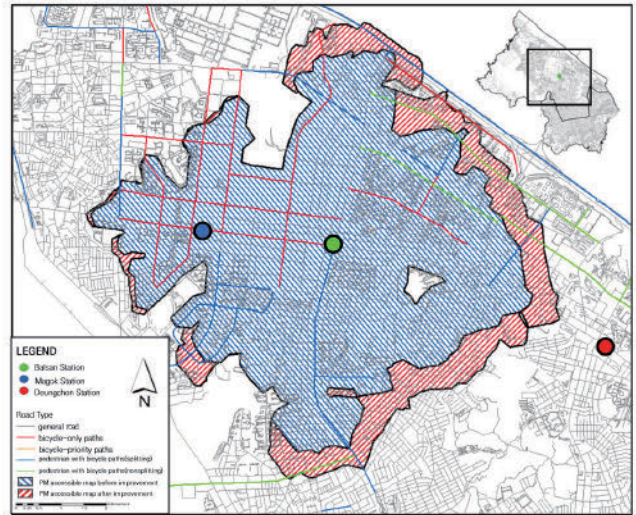 LEGEND
Balsan Station
Magok Station
Deungchon Station
N
Road Type
general road
bicycle-only paths
bicycle-priority paths
pedestrian with bicycle paths(splitting)
pedestrian with bicycle paths(nonsplitting)
PM accessible map before improvement
PM accessible map after improvement